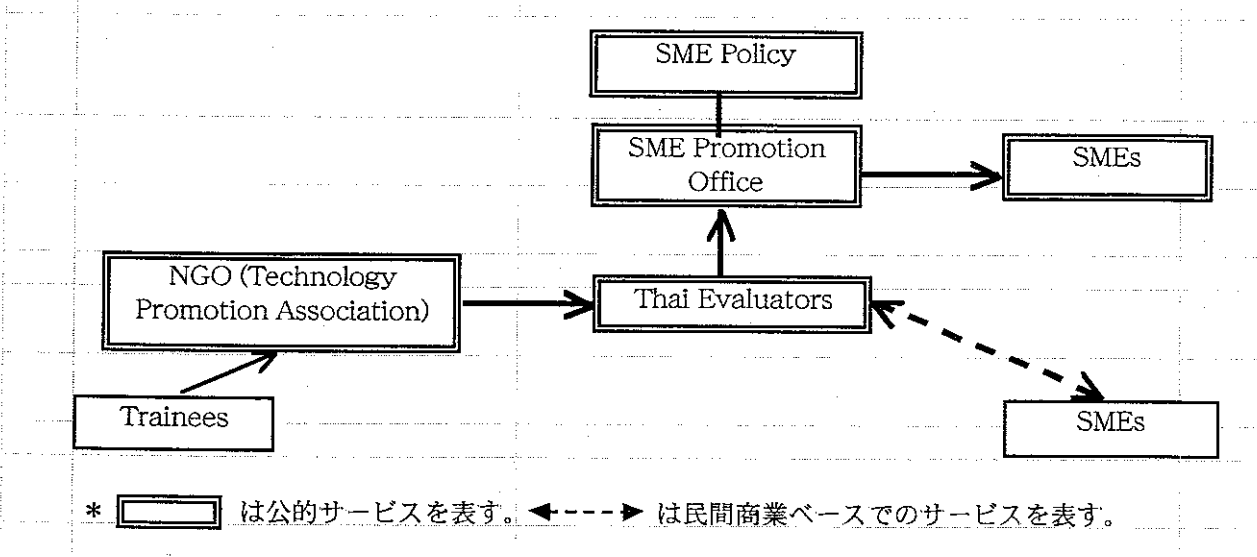 SME Policy
SME Promotion
Office
SMEs
NGO (Technology
Promotion Association)
Thai Evaluators
Trainees
SMEs
* は公的サービスを表す。 は民間商業ベースでのサービスを表す。